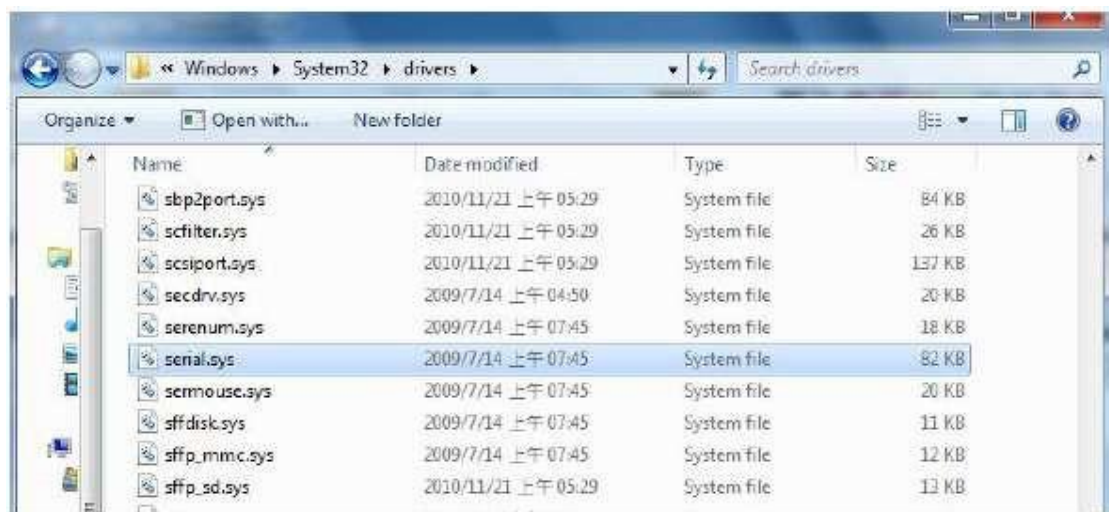 « Windows ▸ System32 ▸ drivers ▸ Search drivers
Organize Open with... New folder
Name Date modified Type Size
sbp2port.sys 2010/11/21 上午 05:29 System file 84 KB
scfilter.sys 2010/11/21 上午 05:29 System file 26 KB
scsiport.sys 2010/11/21 上午 05:29 System file 137 KB
secdrv.sys 2009/7/14 上午 04:50 System file 20 KB
serenum.sys 2009/7/14 上午 07:45 System file 18 KB
serial.sys 2009/7/14 上午 07:45 System file 82 KB
sermouse.sys 2009/7/14 上午 07:45 System file 20 KB
sffdisk.sys 2009/7/14 上午 07:45 System file 11 KB
sffp_mmc.sys 2009/7/14 上午 07:45 System file 12 KB
sffp_sd.sys 2010/11/21 上午 05:29 System file 13 KB